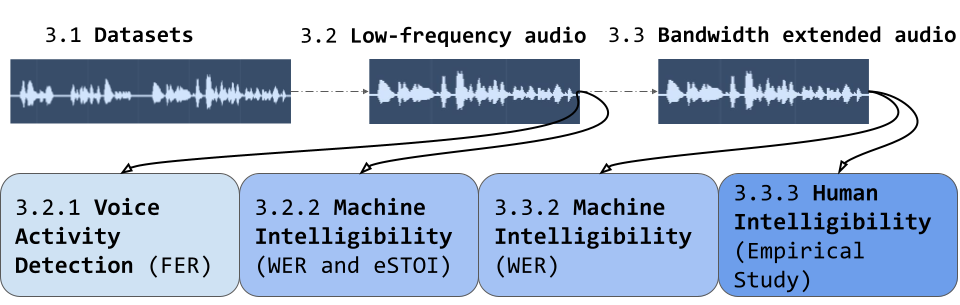 3.1 Datasets
3.2 Low-frequency audio
3.3 Bandwidth extended audio
3.2.1 Voice
Activity
Detection (FER)
3.2.2 Machine
Intelligibility
(WER and eSTOI)
3.3.2 Machine
Intelligibility
(WER)
3.3.3 Human
Intelligibility
(Empirical
Study)